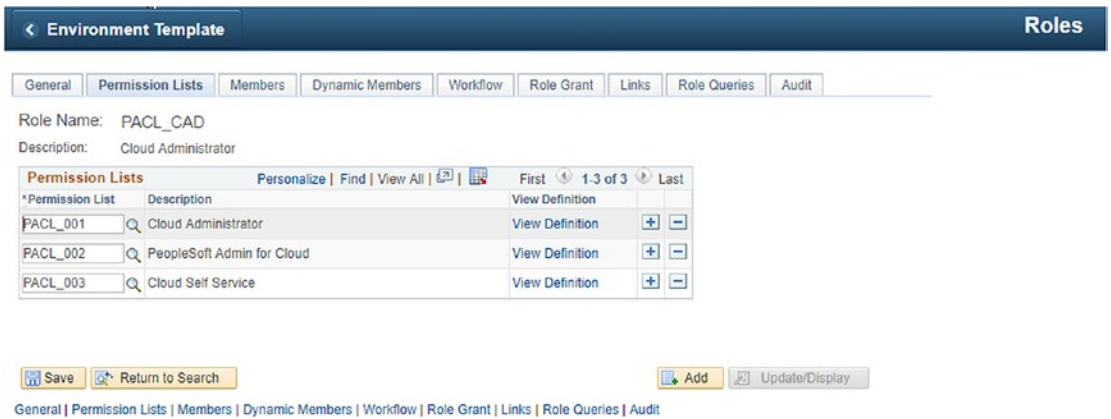 Environment Template Roles
General Permission Lists Members Dynamic Members Workflow Role Grant Links Role Queries Audit
Role Name: PACL_CAD
Description: Cloud Administrator
Permission Lists Personalize | Find | View All | | First 1-3 of 3 Last
*Permission List Description View Definition
PACL_001 Cloud Administrator View Definition
PACL_002 PeopleSoft Admin for Cloud View Definition
PACL_003 Cloud Self Service View Definition
Save Return to Search Add Update/Display
General | Permission Lists | Members | Dynamic Members | Workflow | Role Grant | Links | Role Queries | Audit